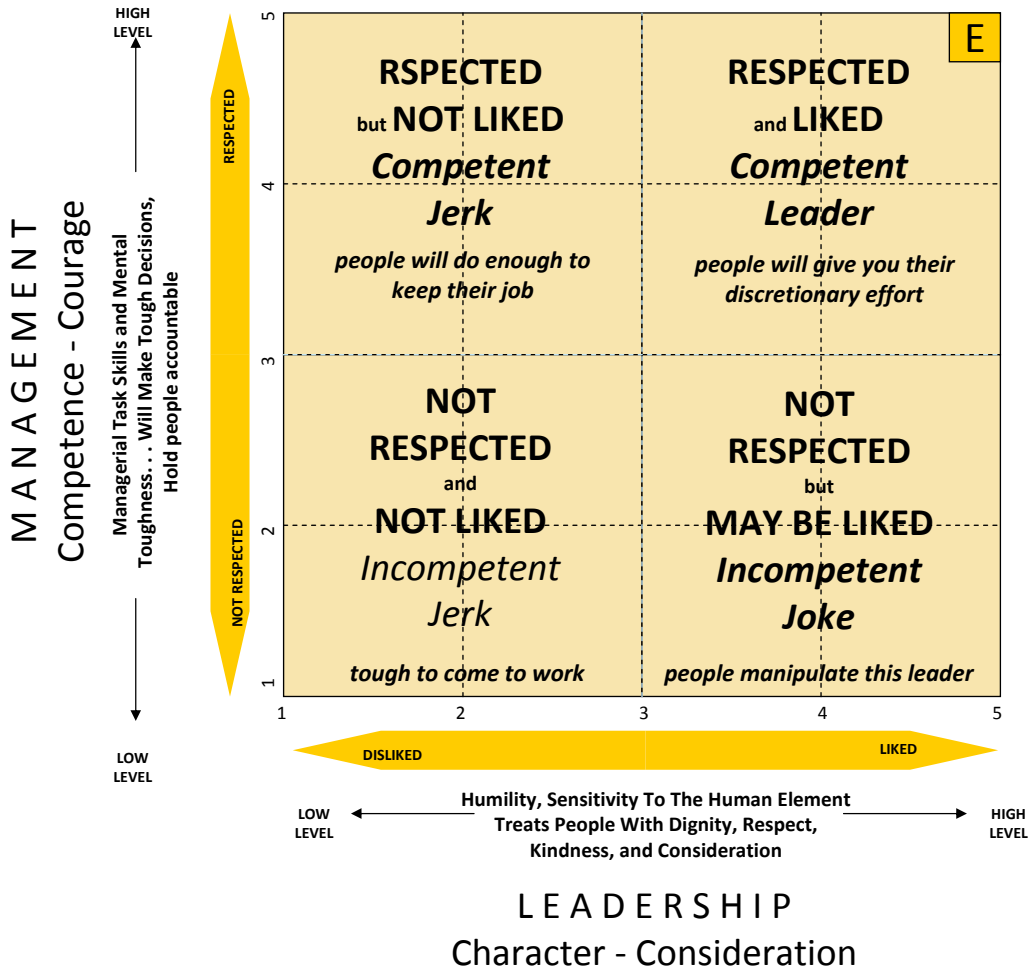 HIGH
LEVEL
MANAGEMENT
Competence - Courage
Managerial Task Skills and Mental
Toughness. . . Will Make Tough Decisions,
Hold people accountable
LOW
LEVEL
RESPECTED
NOT RESPECTED
5
4
3
2
1
E
RSPECTED
but NOT LIKED
Competent
Jerk
people will do enough to
keep their job
RESPECTED
and LIKED
Competent
Leader
people will give you their
discretionary effort
NOT
RESPECTED
and
NOT LIKED
Incompetent
Jerk
tough to come to work
NOT
RESPECTED
but
MAY BE LIKED
Incompetent
Joke
people manipulate this leader
1 2 3 4 5
DISLIKED LIKED
LOW
LEVEL
Humility, Sensitivity To The Human Element
Treats People With Dignity, Respect,
Kindness, and Consideration
HIGH
LEVEL
LEADERSHIP
Character - Consideration